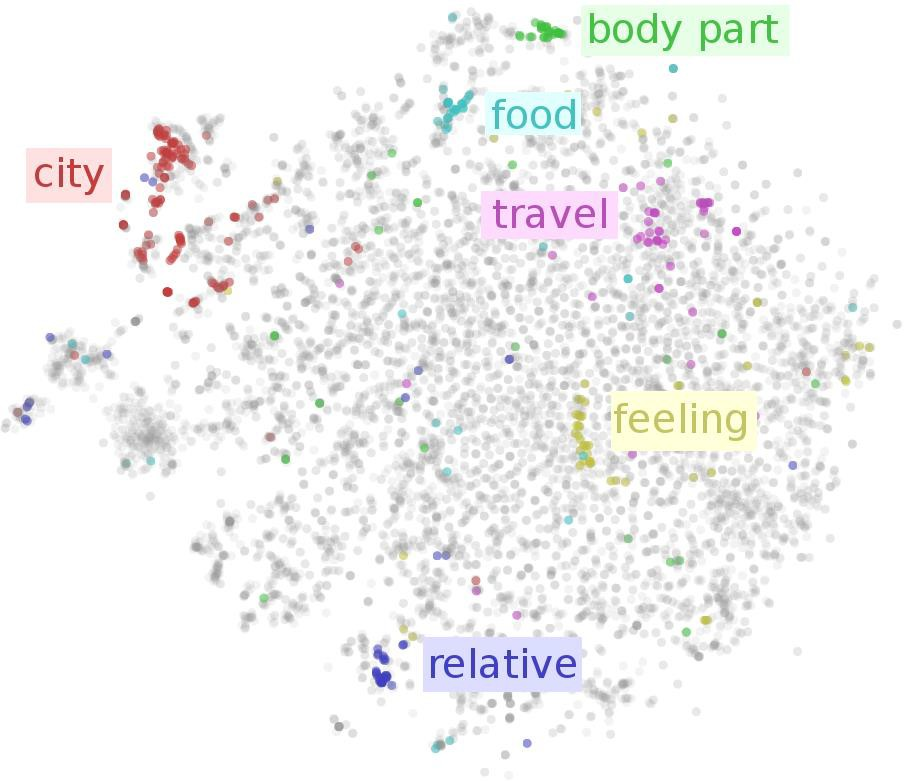 body part
food
city
travel
feeling
relative